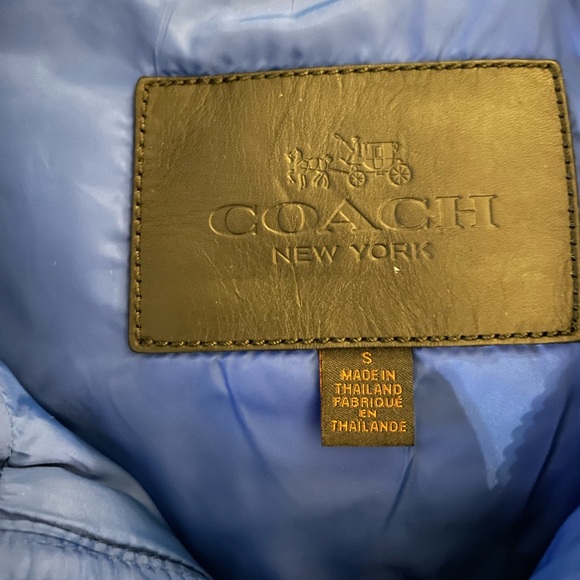 COACH
NEW YORK
S
MADE IN
THAILAND
FABRIQUÉ
EN
THAÏLANDE